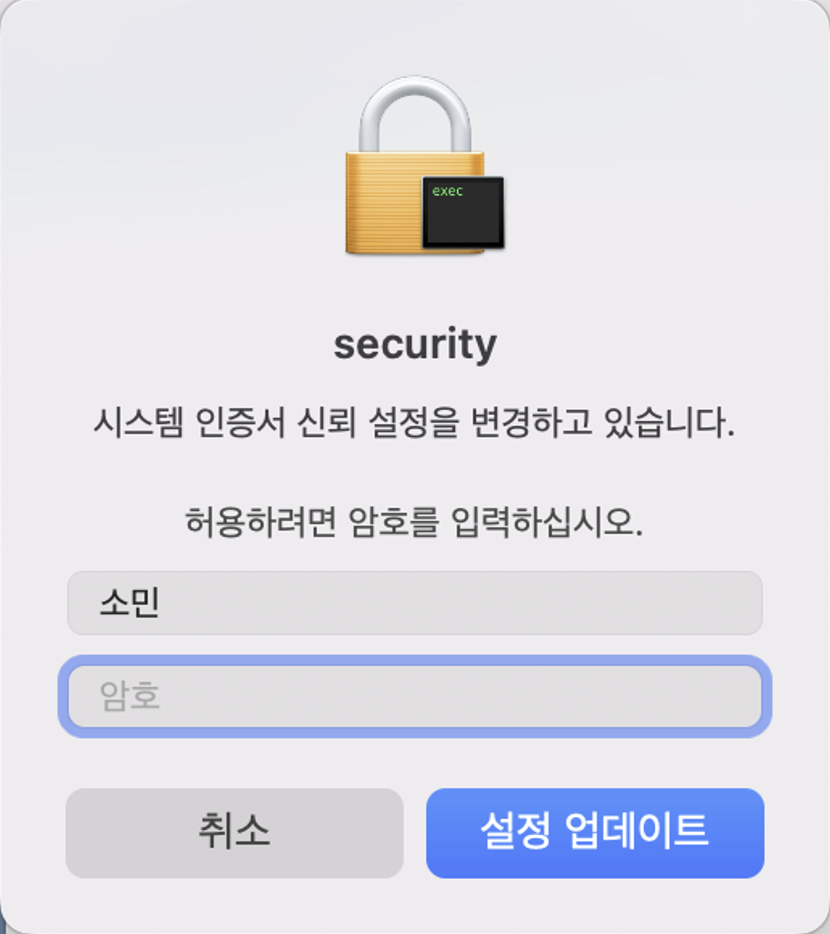 exec
security
시스템 인증서 신뢰 설정을 변경하고 있습니다.
허용하려면 암호를 입력하십시오.
소민
암호
취소
설정 업데이트